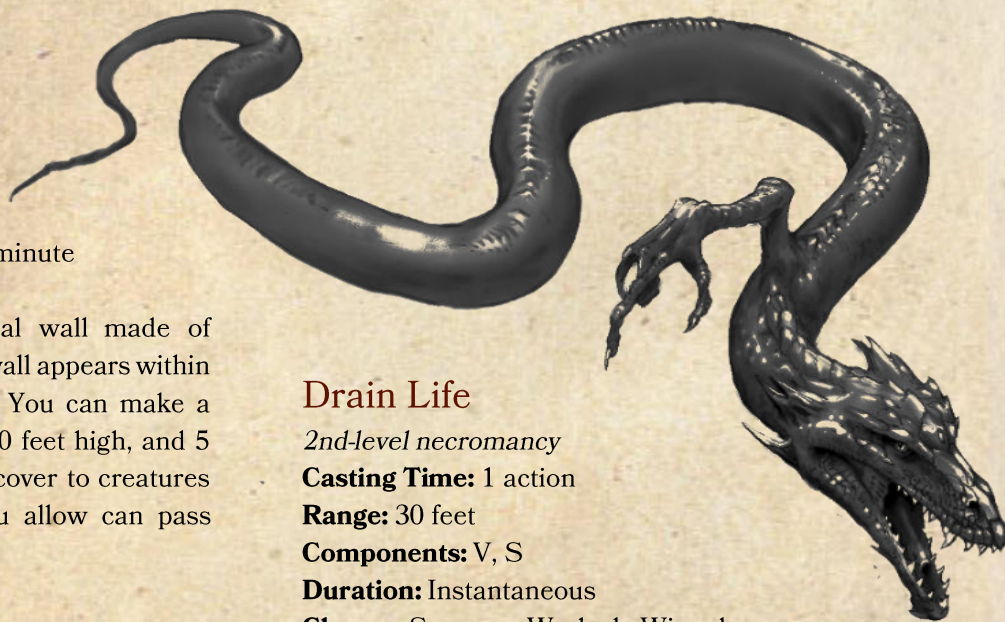 minute
al wall made of
all appears within
You can make a
0 feet high, and 5
cover to creatures
u allow can pass
Drain Life
2nd-level necromancy
Casting Time: 1 action
Range: 30 feet
Components: V, S
Duration: Instantaneous